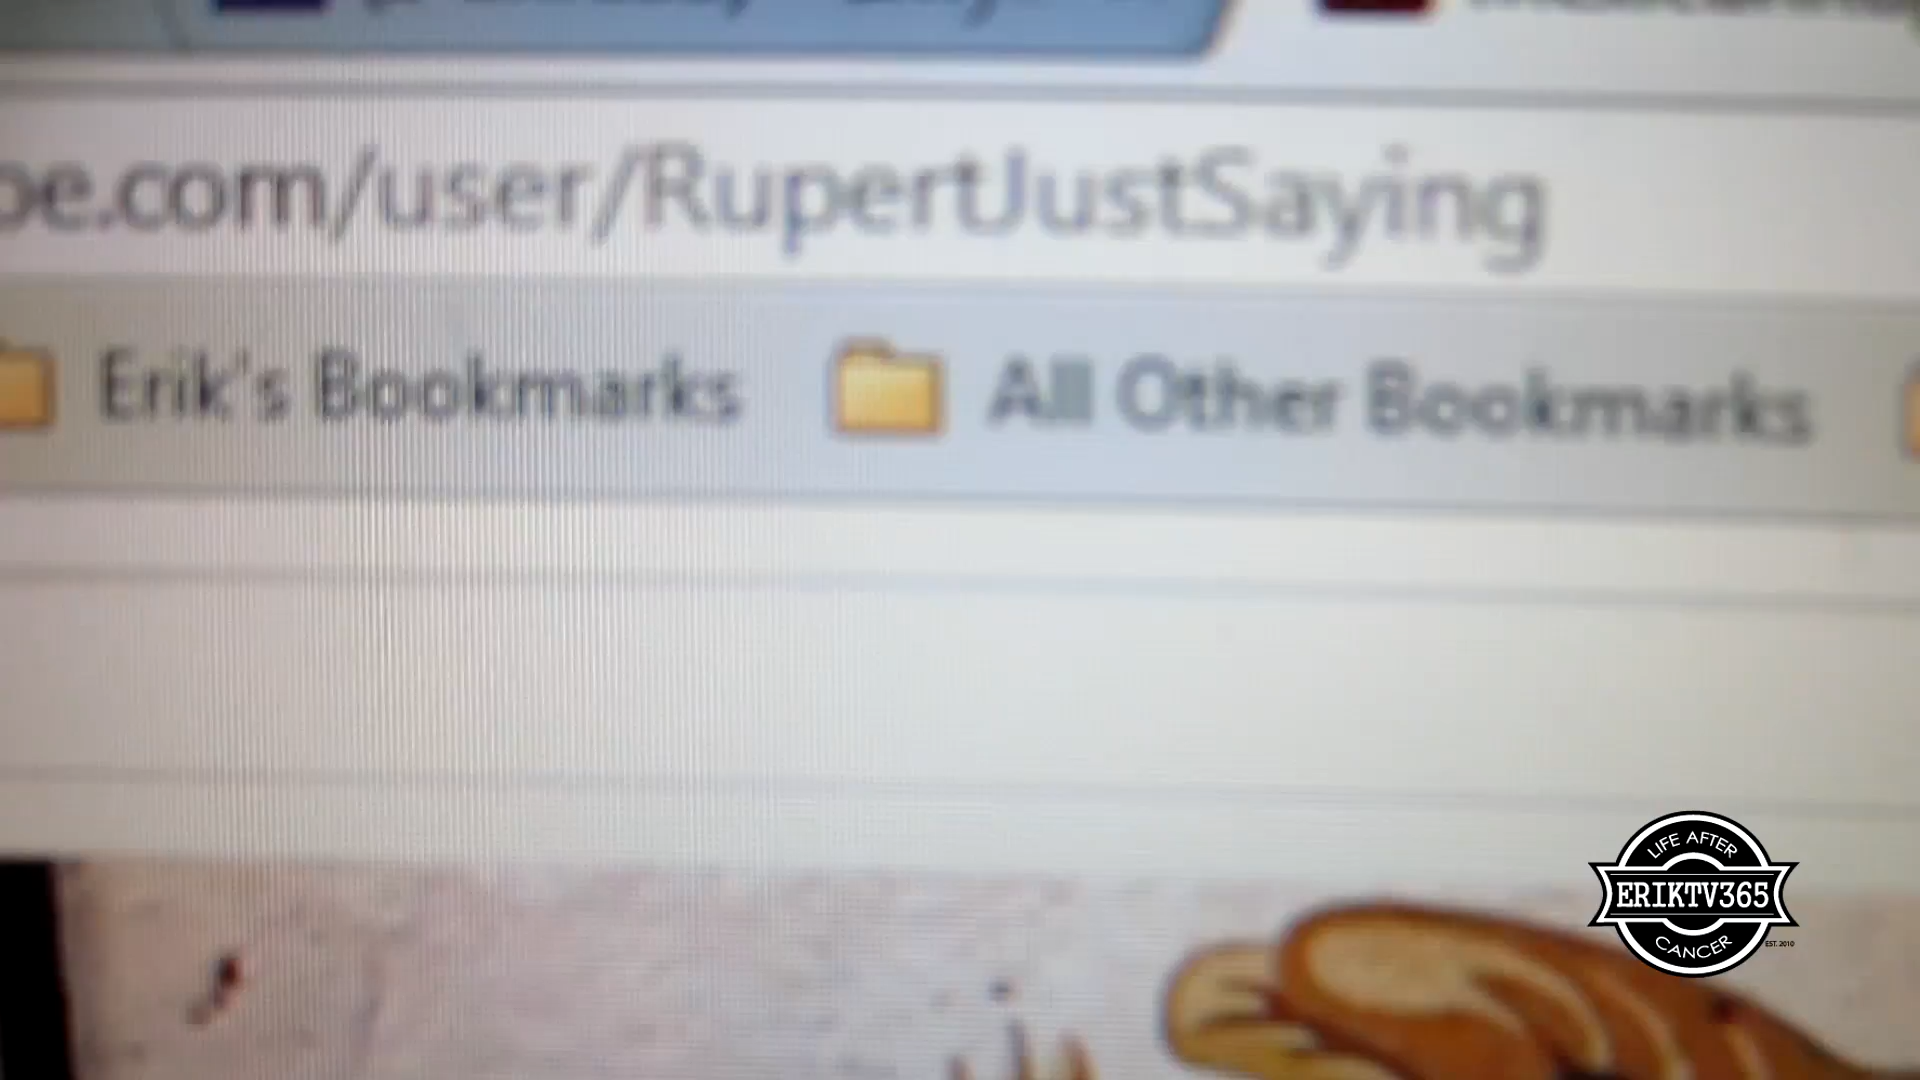 be.com/user/RupertJustSaying
Erik's Bookmarks
All Other Bookmarks
LIFE AFTER
ERIKTV365
CANCER
EST. 2010